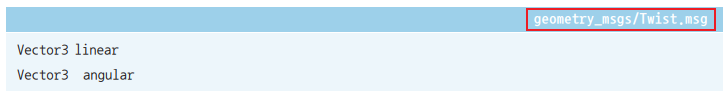 geometry_msgs/Twist.msg
Vector3 linear
Vector3 angular